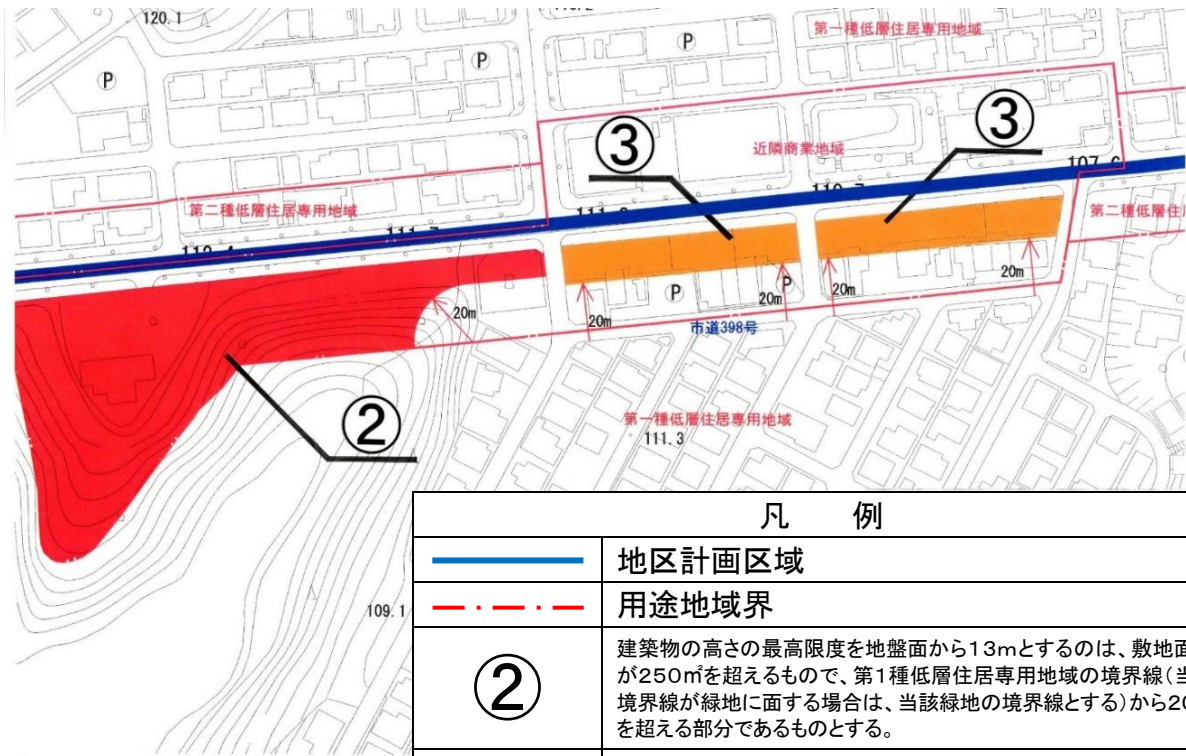 120.1
第一種低層住居専用地域
P
P
P
③
③
近隣商業地域
107.6
第二種低層住居専用地域
第二種低層住
111.7
110.7
20m
20m
20m
20m
20m
P
P
市道398号
②
第一種低層住居専用地域
111.3
109.1
凡 例
地区計画区域
用途地域界
②
建築物の高さの最高限度を地盤面から13mとするのは、敷地面
が250㎡を超えるもので、第1種低層住居専用地域の境界線(当
境界線が緑地に面する場合は、当該緑地の境界線とする)から20
を超える部分であるものとする。